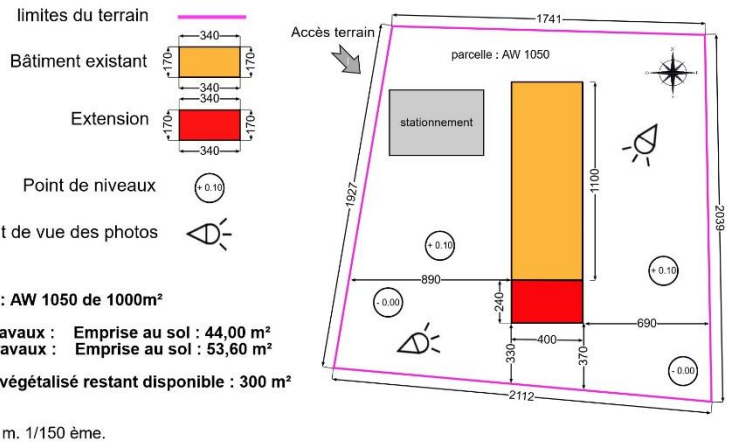 limites du terrain
340
Bâtiment existant
170
170
340
340
Extension
170
170
340
Point de niveaux
+ 0.10
t de vue des photos
: AW 1050 de 1000m²
ravaux : Emprise au sol : 44,00 m²
ravaux : Emprise au sol : 53,60 m²
végétalisé restant disponible : 300 m²
m. 1/150 ème.
1741
Accès terrain
parcelle : AW 1050
stationnement
1927
1100
2039
+ 0.10
+ 0.10
890
- 0.00
240
400
690
330
370
- 0.00
2112